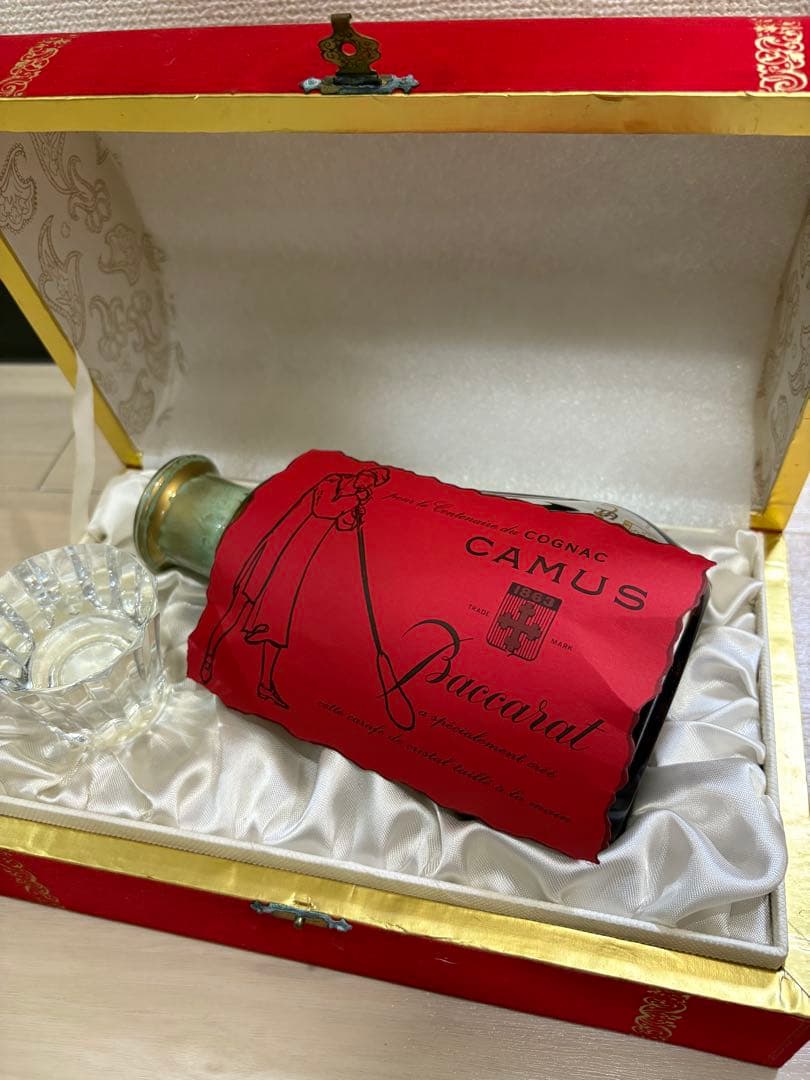 pour le Centenaire du COGNAC
CAMUS
1863
TRADE MARK
Baccarat
a spécialement créé
cette carafe de cristal taillé à la main